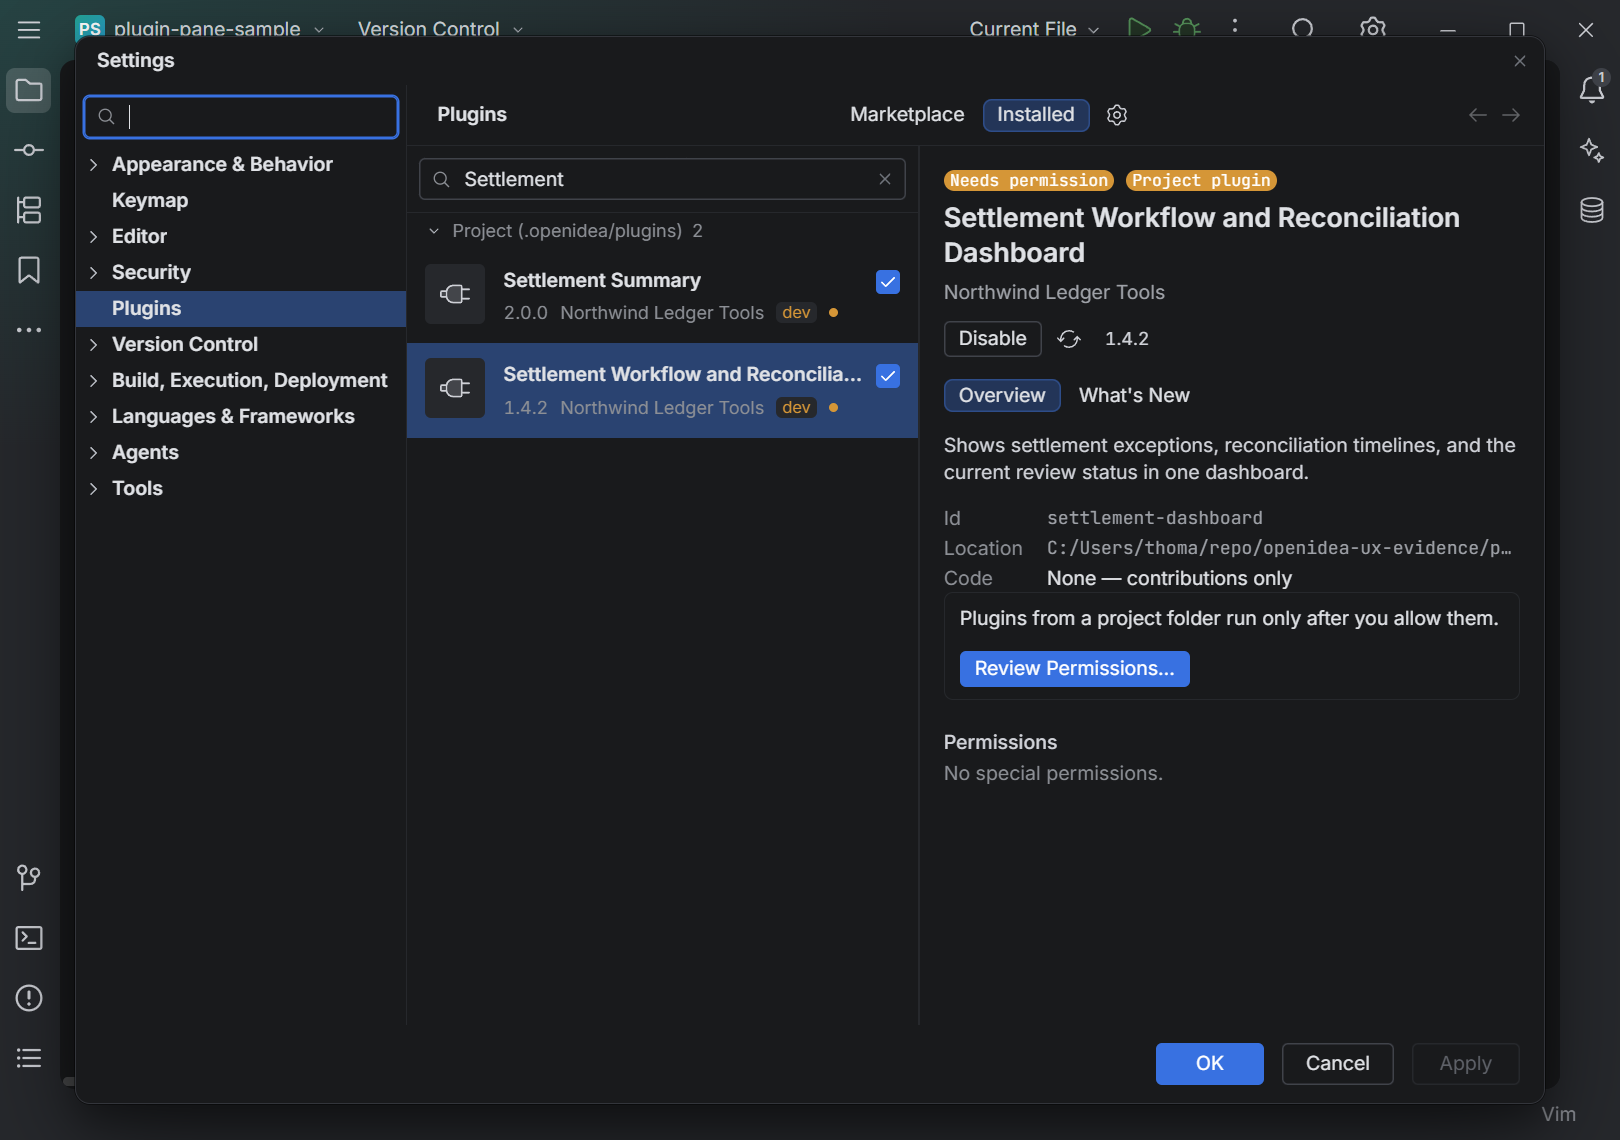 PS plugin-pane-sample Version Control Current File
Settings
1
Plugins Marketplace Installed
Appearance & Behavior
Keymap
Editor
Security
Plugins
Version Control
Build, Execution, Deployment
Languages & Frameworks
Agents
Tools
Settlement
Project (.openidea/plugins) 2
Settlement Summary
2.0.0 Northwind Ledger Tools dev
Settlement Workflow and Reconcilia...
1.4.2 Northwind Ledger Tools dev
Needs permission Project plugin
Settlement Workflow and Reconciliation
Dashboard
Northwind Ledger Tools
Disable 1.4.2
Overview What's New
Shows settlement exceptions, reconciliation timelines, and the
current review status in one dashboard.
Id settlement-dashboard
Location C:/Users/thoma/repo/openidea-ux-evidence/p…
Code None — contributions only
Plugins from a project folder run only after you allow them.
Review Permissions...
Permissions
No special permissions.
OK Cancel Apply
Vim